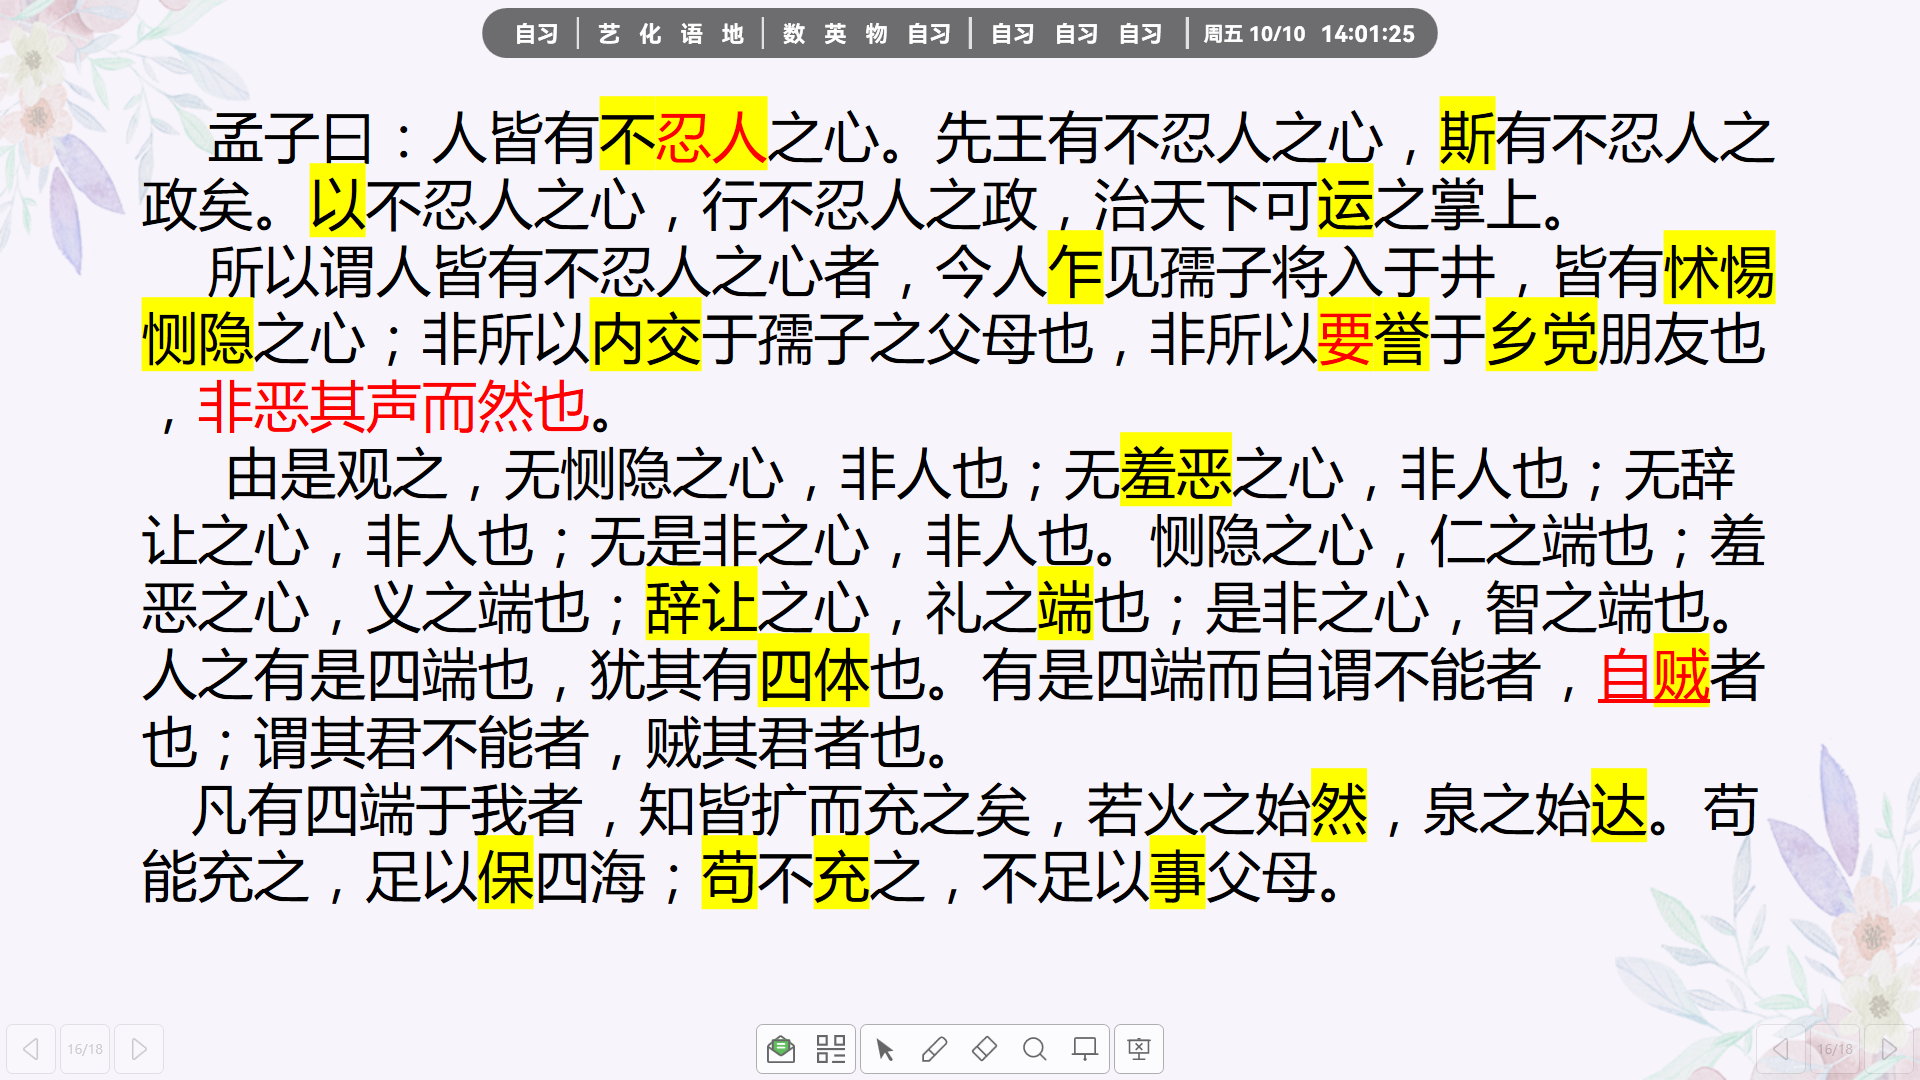 自习 | 艺 化 语 地 | 数 英 物 自习 | 自习 自习 自习 | 周五 10/10 14:01:25
孟子曰：人皆有不忍人之心。先王有不忍人之心，斯有不忍人之
政矣。以不忍人之心，行不忍人之政，治天下可运之掌上。
所以谓人皆有不忍人之心者，今人乍见孺子将入于井，皆有怵惕
恻隐之心；非所以内交于孺子之父母也，非所以要誉于乡党朋友也
，非恶其声而然也。
由是观之，无恻隐之心，非人也；无羞恶之心，非人也；无辞
让之心，非人也；无是非之心，非人也。恻隐之心，仁之端也；羞
恶之心，义之端也；辞让之心，礼之端也；是非之心，智之端也。
人之有是四端也，犹其有四体也。有是四端而自谓不能者，自贼者
也；谓其君不能者，贼其君者也。
凡有四端于我者，知皆扩而充之矣，若火之始然，泉之始达。苟
能充之，足以保四海；苟不充之，不足以事父母。
16/18
16/18